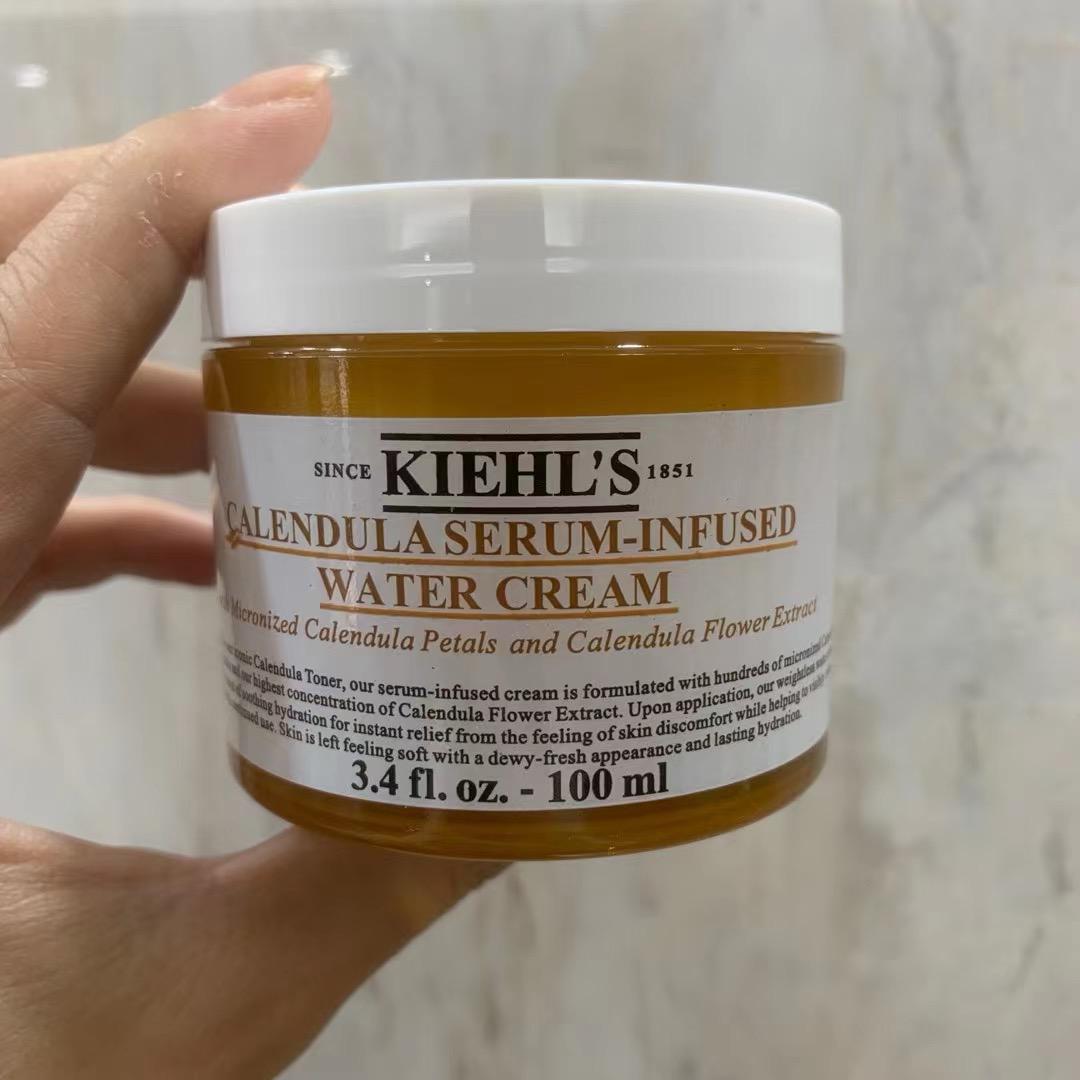 SINCE KIEHL'S 1851
CALENDULA SERUM-INFUSED
WATER CREAM
Micronized Calendula Petals and Calendula Flower Extract
Calendula Toner, our serum-infused cream is formulated with hundreds of micronized
highest concentration of Calendula Flower Extract. Upon application, our weightless
soothing hydration for instant relief from the feeling of skin discomfort while helping to visibly
use. Skin is left feeling soft with a dewy-fresh appearance and lasting hydration.
3.4 fl. oz. - 100 ml